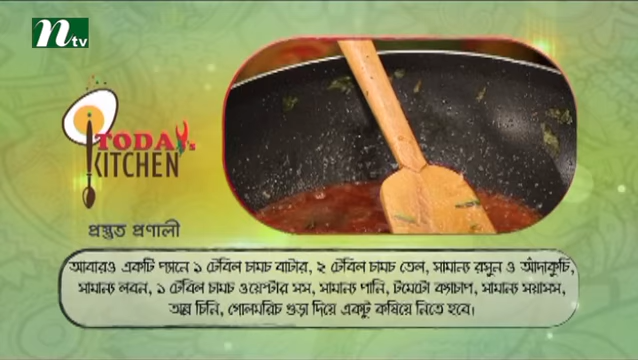 ntv
TODAY's
KITCHEN
প্রস্তুত প্রণালী
আবারও একটি প্যানে ১ টেবিল চামচ বাটার, ২ টেবিল চামচ তেল, সামান্য রসুন ও আঁদাকুচি,
সামান্য লবন, ১ টেবিল চামচ ওয়েস্টার সস, সামান্য পানি, টমেটো ক্যাচাপ, সামান্য সয়াসস,
অল্প চিনি, গোলমরিচ গুড়া দিয়ে একটু কষিয়ে নিতে হবে।